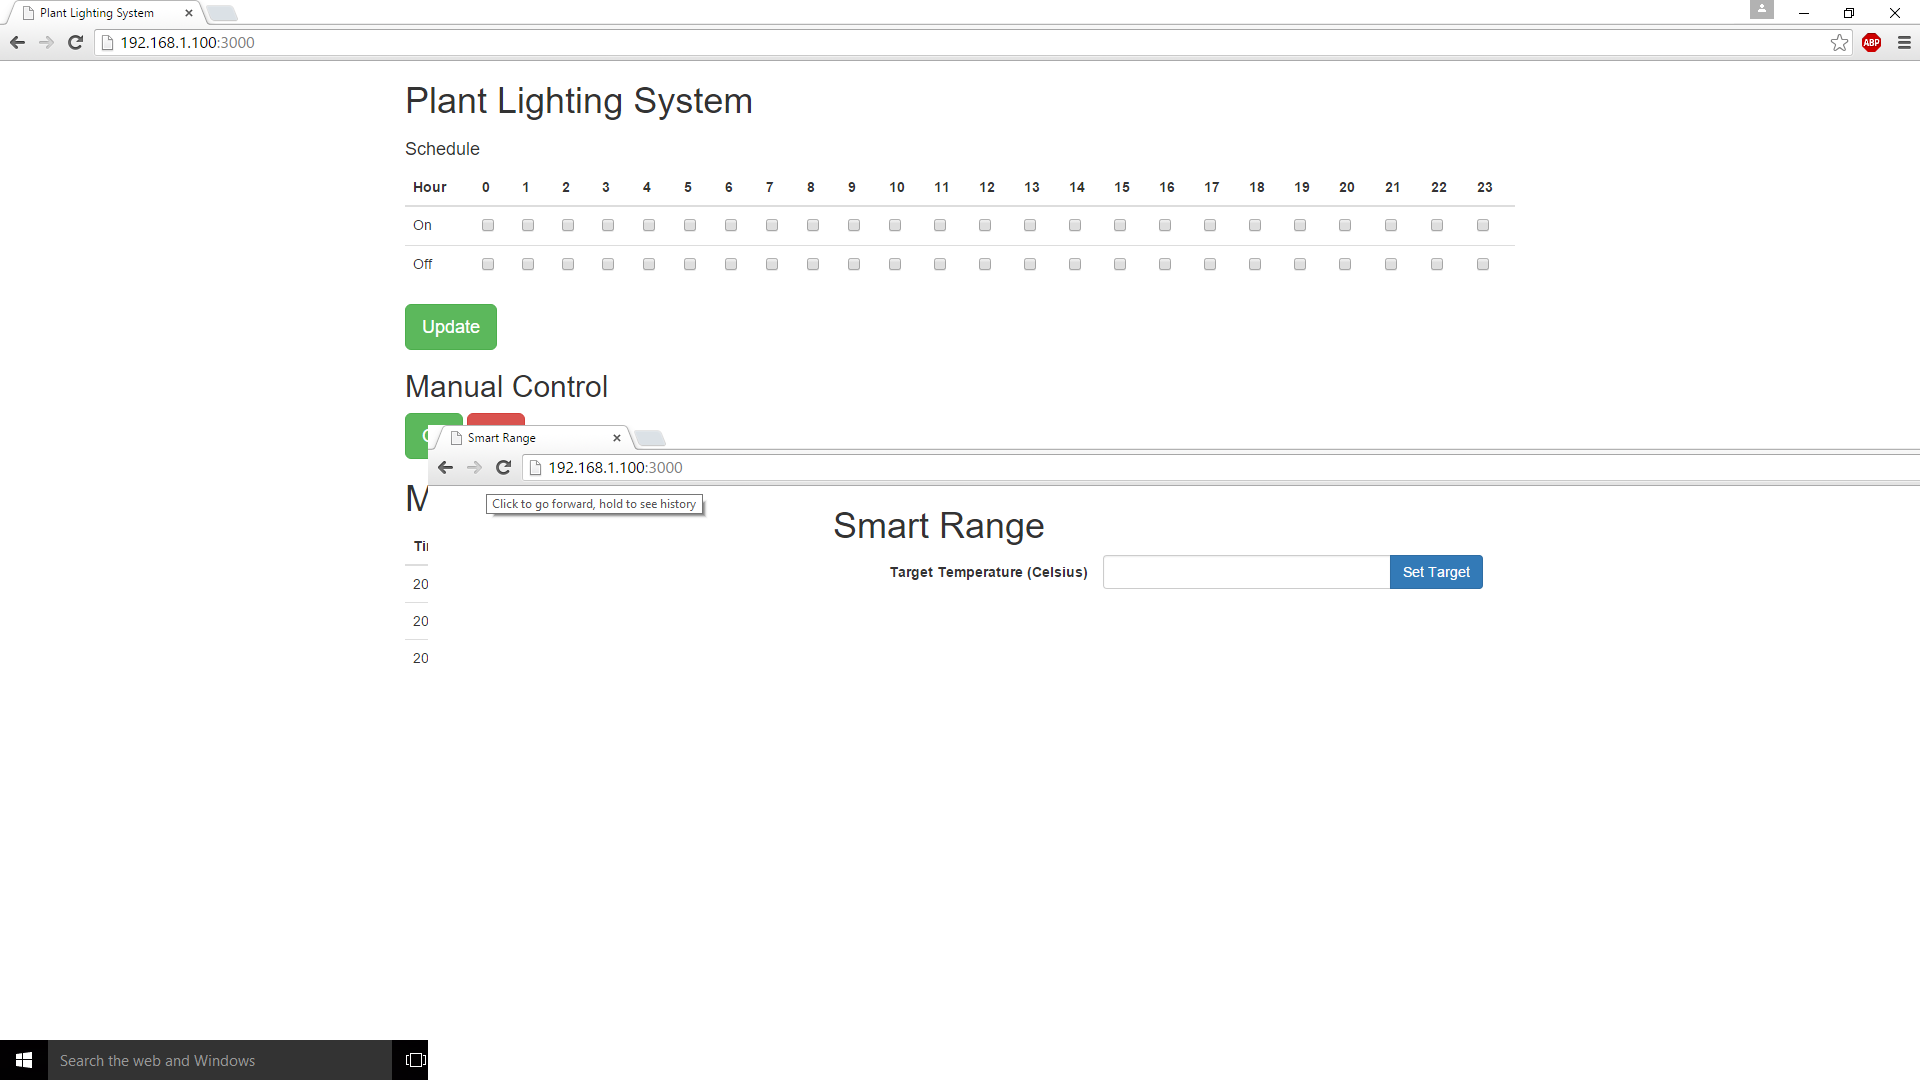 Plant Lighting System
192.168.1.100:3000
ABP
Plant Lighting System
Schedule
Hour 0 1 2 3 4 5 6 7 8 9 10 11 12 13 14 15 16 17 18 19 20 21 22 23
On
Off
Update
Manual Control
Smart Range
192.168.1.100:3000
Click to go forward, hold to see history
Smart Range
Target Temperature (Celsius) Set Target
20
20
20
Search the web and Windows